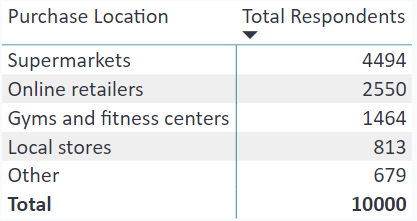 Purchase Location Total Respondents
Supermarkets 4494
Online retailers 2550
Gyms and fitness centers 1464
Local stores 813
Other 679
Total 10000